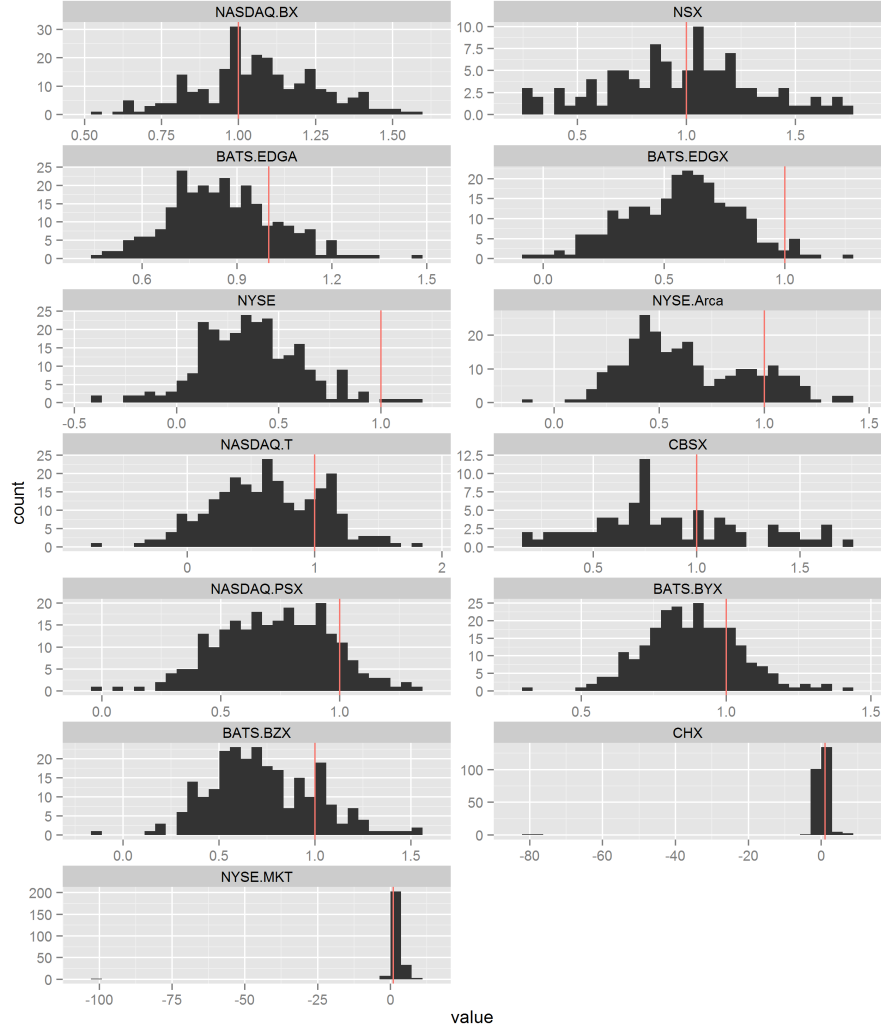 NASDAQ.BX
30
20
10
0
0.50 0.75 1.00 1.25 1.50
NSX
10.0
7.5
5.0
2.5
0.0
0.5 1.0 1.5
BATS.EDGA
25
20
15
10
5
0
0.6 0.9 1.2 1.5
BATS.EDGX
20
15
10
5
0
0.0 0.5 1.0
NYSE
25
20
15
10
5
0
-0.5 0.0 0.5 1.0
NYSE.Arca
20
10
0
0.0 0.5 1.0 1.5
NASDAQ.T
25
20
15
10
5
0
0 1 2
CBSX
12.5
10.0
7.5
5.0
2.5
0.0
0.5 1.0 1.5
count
NASDAQ.PSX
20
15
10
5
0
0.0 0.5 1.0
BATS.BYX
25
20
15
10
5
0
0.5 1.0 1.5
BATS.BZX
20
15
10
5
0
0.0 0.5 1.0 1.5
CHX
100
50
0
-80 -60 -40 -20 0
NYSE.MKT
200
150
100
50
0
-100 -75 -50 -25 0
value